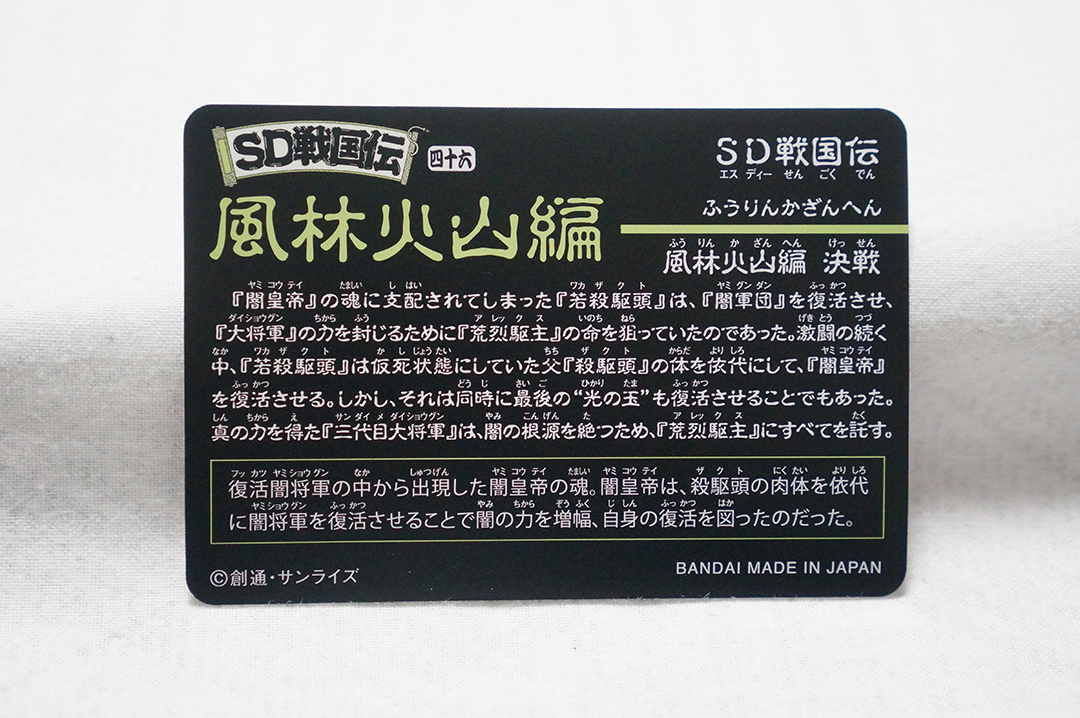 SD戦国伝
四十六
SD戦国伝
エスディーせんごくでん
風林火山編
ふうりんかざんへん
ふうりんかざんへん けっせん
風林火山編 決戦
ヤミコウテイ たましい しはい ワカザクト ヤミグンダン ふっかつ
『闇皇帝』の魂に支配されてしまった『若殺駆頭』は、『闇軍団』を復活させ、
ダイショウグン ちから ふう アレックス いのち ねら げきとう つづ
『大将軍』の力を封じるために『荒烈駆主』の命を狙っていたのであった。激闘の続く
なか ワカザクト かしじょうたい ちち ザクト からだ よりしろ ヤミコウテイ
中、『若殺駆頭』は仮死状態にしていた父『殺駆頭』の体を依代にして、『闇皇帝』
ふっかつ どうじ さいご ひかり たま ふっかつ
を復活させる。しかし、それは同時に最後の“光の玉”も復活させることでもあった。
しん ちから え サンダイメダイショウグン やみ こんげん た アレックス たく
真の力を得た『三代目大将軍』は、闇の根源を絶つため、『荒烈駆主』にすべてを託す。
フッカツヤミショウグン なか しゅつげん ヤミコウテイ たましい ヤミコウテイ ザクト にくたい よりしろ
復活闇将軍の中から出現した闇皇帝の魂。闇皇帝は、殺駆頭の肉体を依代
ヤミショウグン ふっかつ やみ ちから ぞうふく じしん ふっかつ はか
に闇将軍を復活させることで闇の力を増幅、自身の復活を図ったのだった。
©創通・サンライズ
BANDAI MADE IN JAPAN